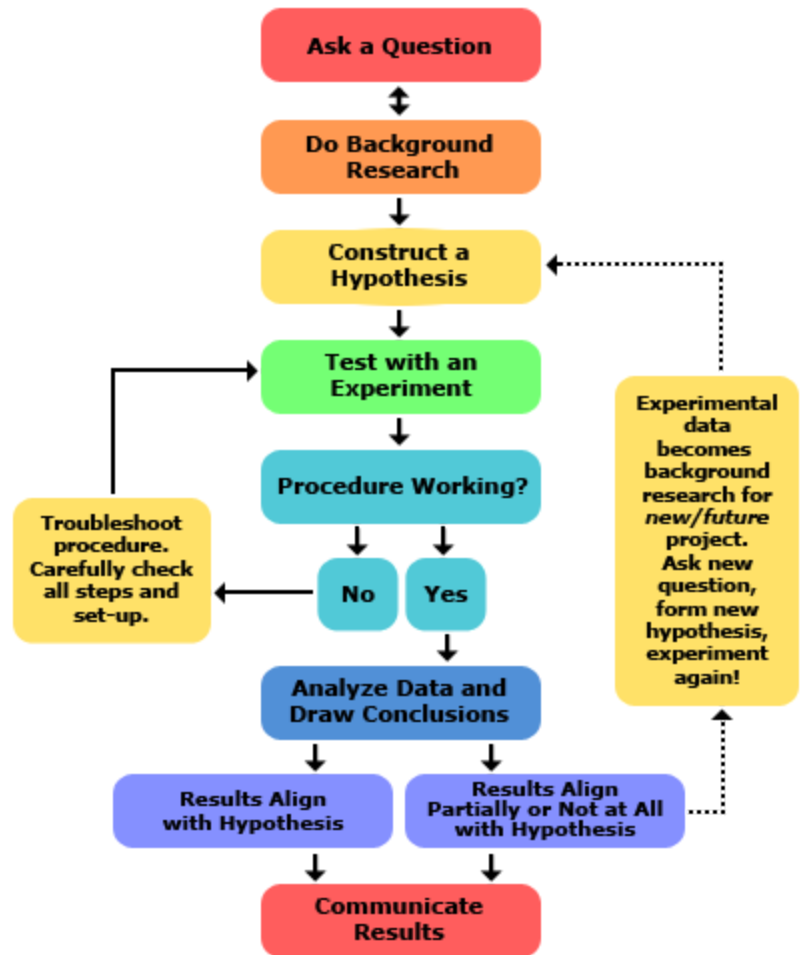 Ask a Question
Do Background
Research
Construct a
Hypothesis
Test with an
Experiment
Procedure Working?
No
Yes
Troubleshoot
procedure.
Carefully check
all steps and
set-up.
Experimental
data
becomes
background
research for
new/future
project.
Ask new
question,
form new
hypothesis,
experiment
again!
Analyze Data and
Draw Conclusions
Results Align
with Hypothesis
Results Align
Partially or Not at All
with Hypothesis
Communicate
Results